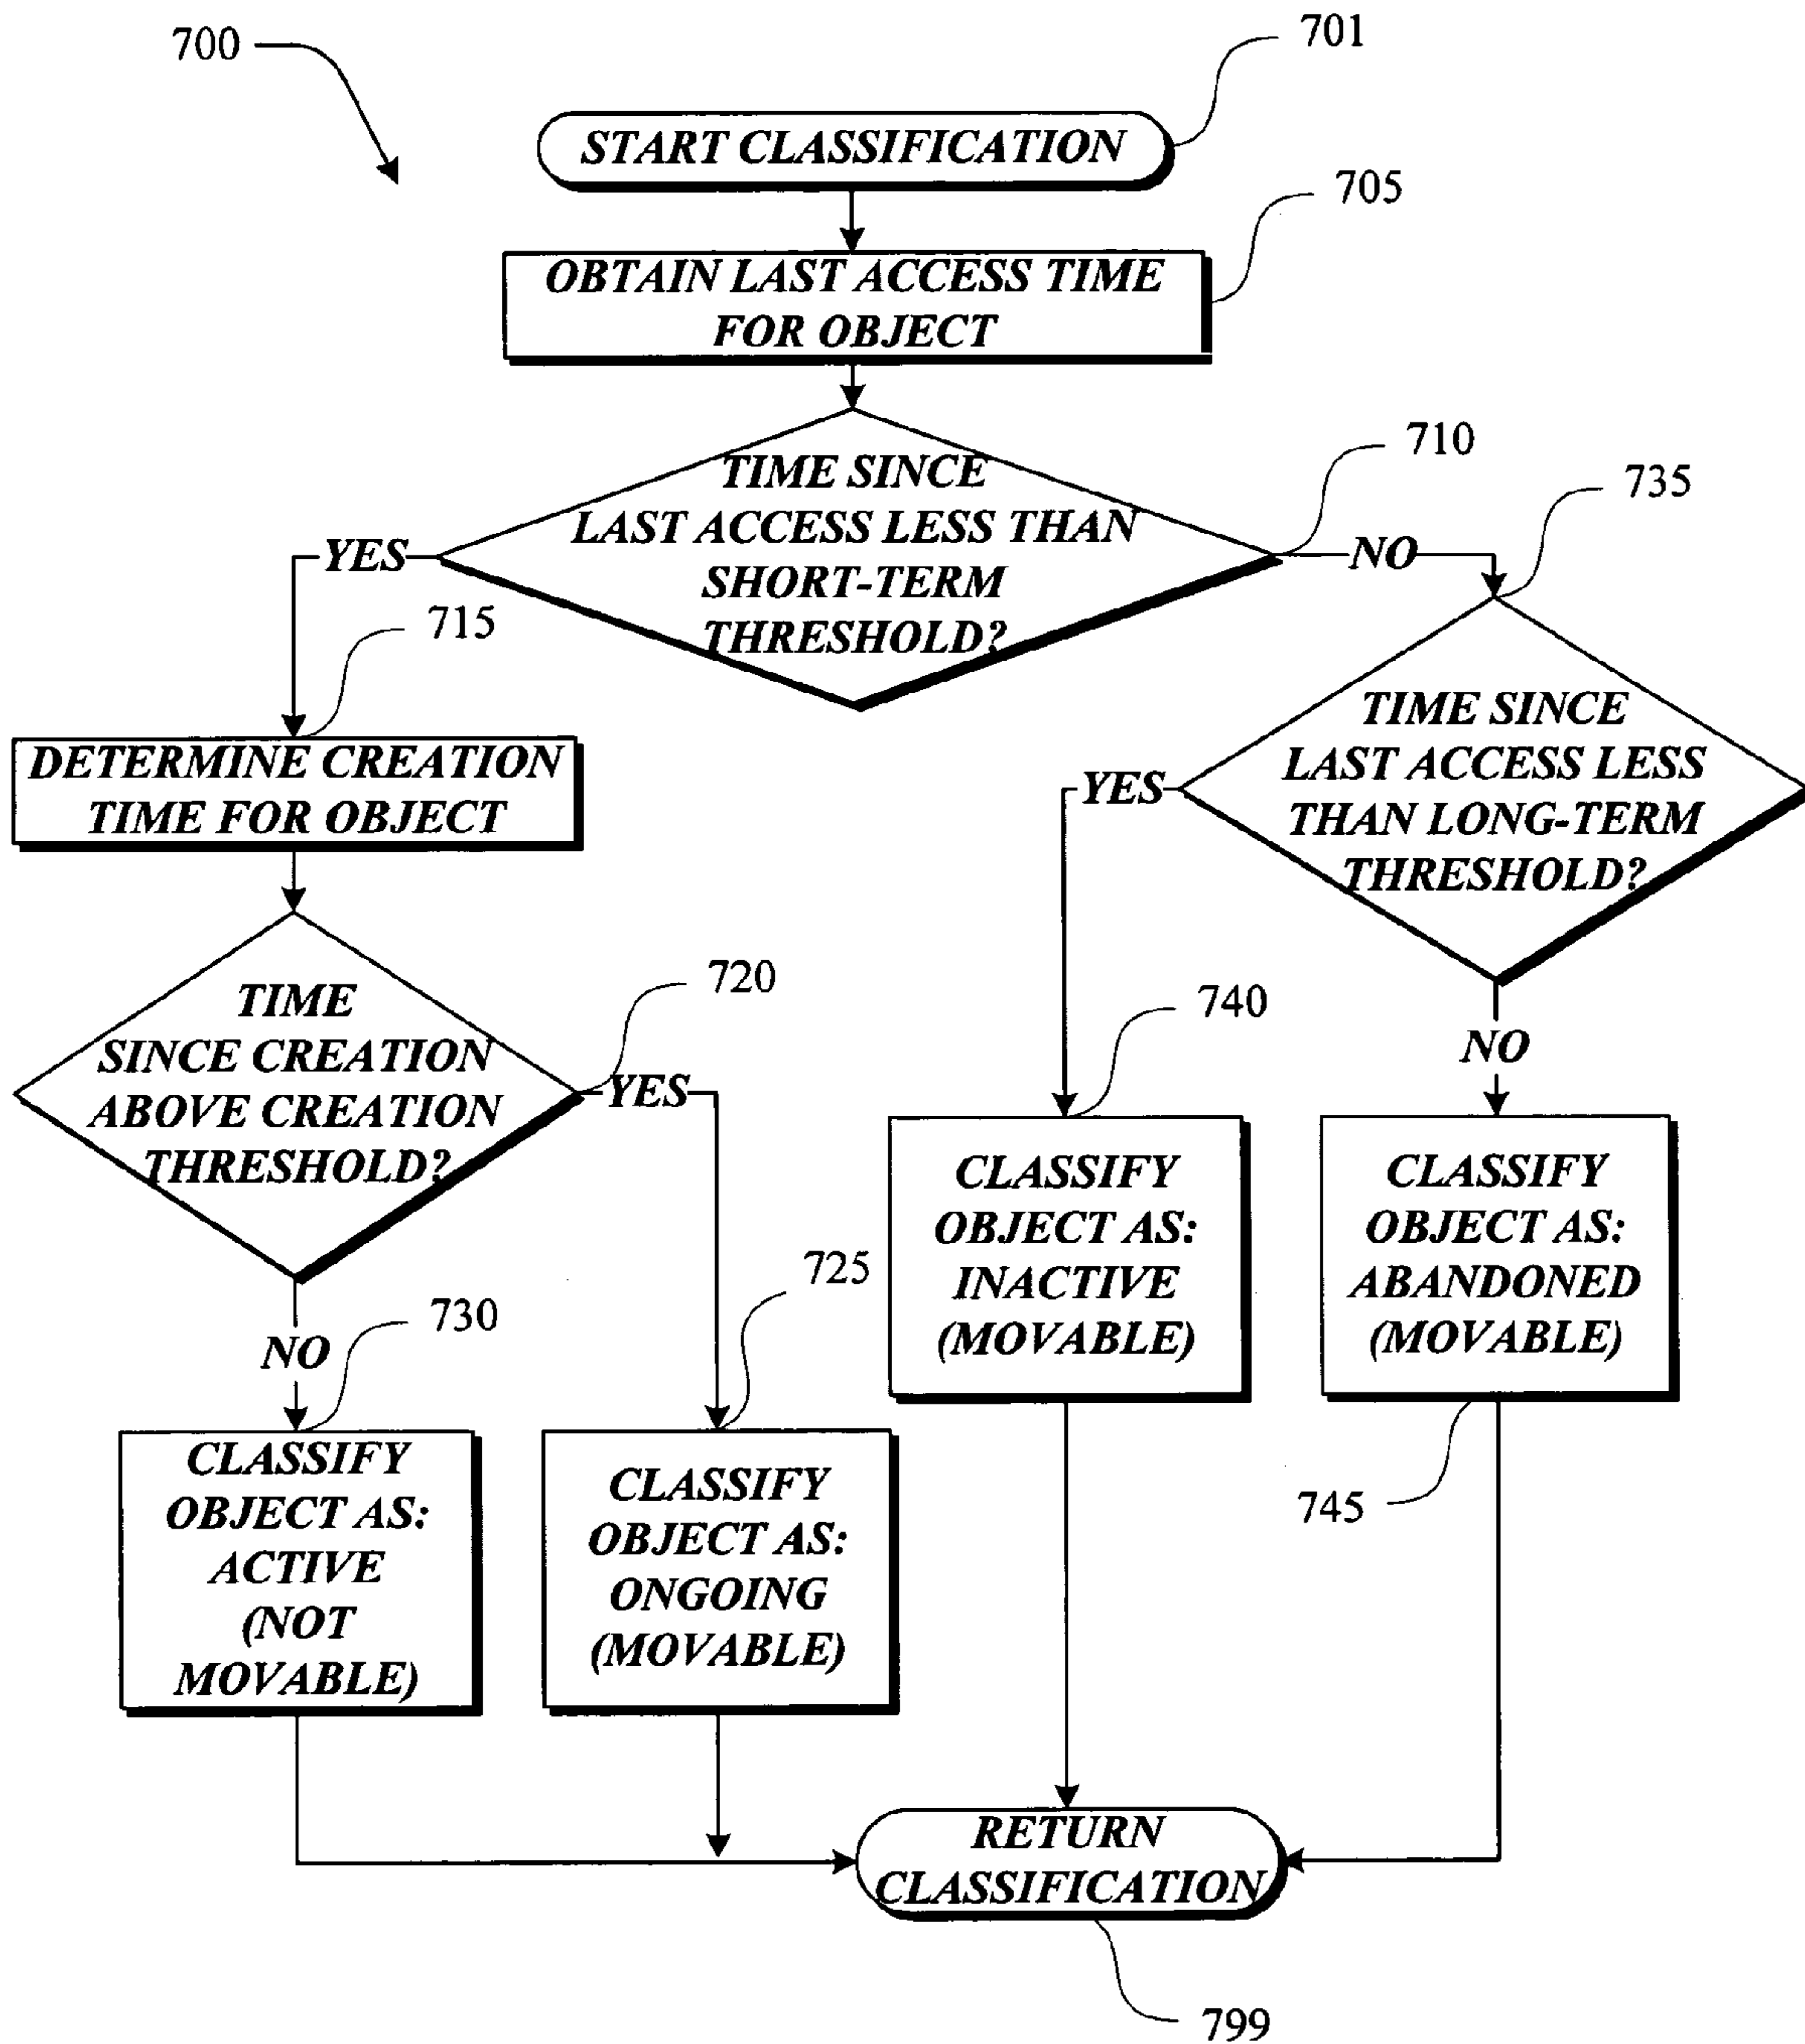 700
701
START CLASSIFICATION
705
OBTAIN LAST ACCESS TIME
FOR OBJECT
710
TIME SINCE
LAST ACCESS LESS THAN
SHORT-TERM
THRESHOLD?
YES
NO
735
715
DETERMINE CREATION
TIME FOR OBJECT
TIME SINCE
LAST ACCESS LESS
THAN LONG-TERM
THRESHOLD?
YES
NO
720
TIME
SINCE CREATION
ABOVE CREATION
THRESHOLD?
YES
NO
740
CLASSIFY
OBJECT AS:
INACTIVE
(MOVABLE)
CLASSIFY
OBJECT AS:
ABANDONED
(MOVABLE)
745
725
730
CLASSIFY
OBJECT AS:
ACTIVE
(NOT
MOVABLE)
CLASSIFY
OBJECT AS:
ONGOING
(MOVABLE)
RETURN
CLASSIFICATION
799